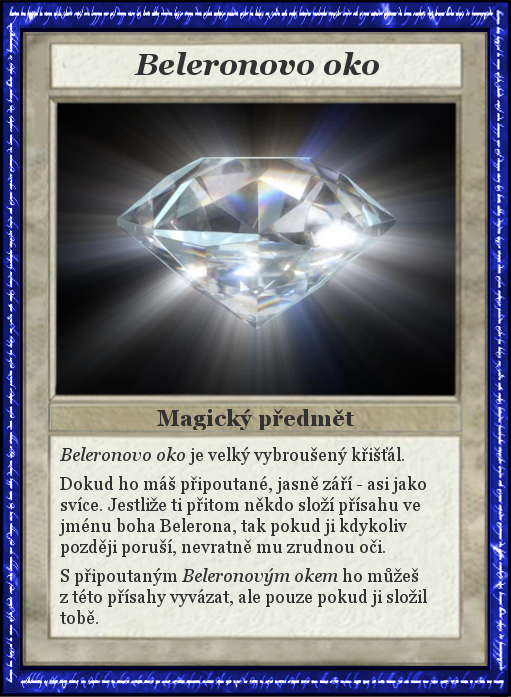 Beleronovo oko
Magický předmět
Beleronovo oko je velký vybroušený křišťál.
Dokud ho máš připoutané, jasně září - asi jako
svíce. Jestliže ti přitom někdo složí přísahu ve
jménu boha Belerona, tak pokud ji kdykoliv
později poruší, nevratně mu zrudnou oči.
S připoutaným Beleronovým okem ho můžeš
z této přísahy vyvázat, ale pouze pokud ji složil
tobě.